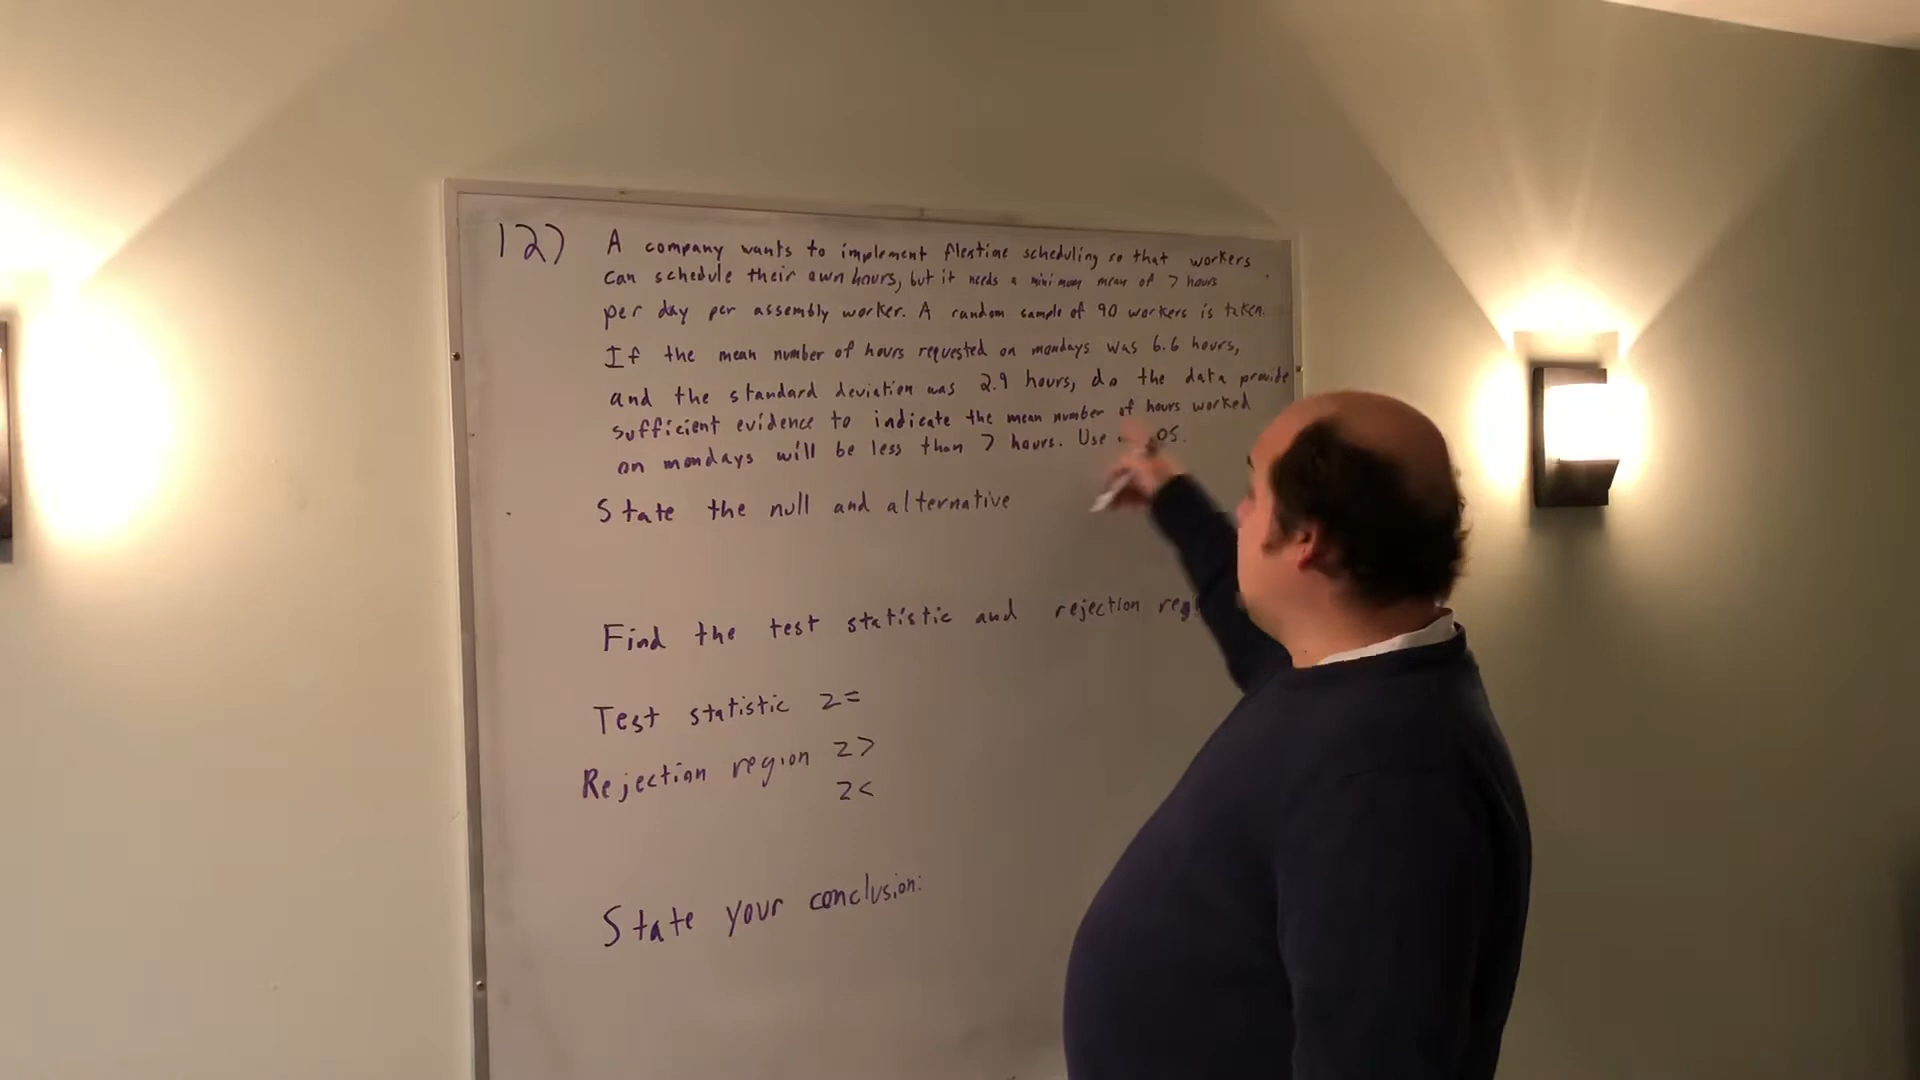 12) A company wants to implement flextime scheduling so that workers
can schedule their own hours, but it needs a minimum mean of 7 hours
per day per assembly worker. A random sample of 90 workers is taken.
If the mean number of hours requested on mondays was 6.6 hours,
and the standard deviation was 2.9 hours, do the data provide
sufficient evidence to indicate the mean number of hours worked
on mondays will be less than 7 hours. Use .05.
State the null and alternative
Find the test statistic and rejection
Test statistic z=
Rejection region z>
z<
State your conclusion: